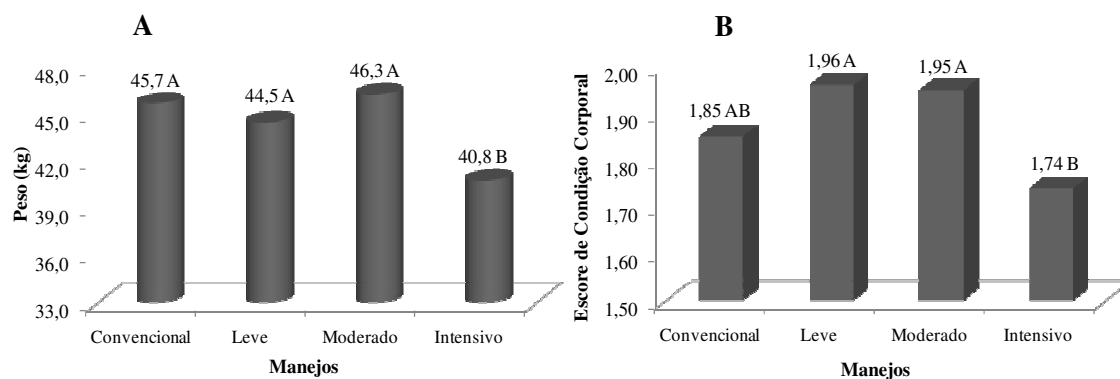 A
48,0
45,0
42,0
39,0
36,0
33,0
Peso (kg)
45,7 A
44,5 A
46,3 A
40,8 B
Convencional
Leve
Moderado
Intensivo
Manejos
B
2,00
1,90
1,80
1,70
1,60
1,50
Escore de Condição Corporal
1,85 AB
1,96 A
1,95 A
1,74 B
Convencional
Leve
Moderado
Intensivo
Manejos